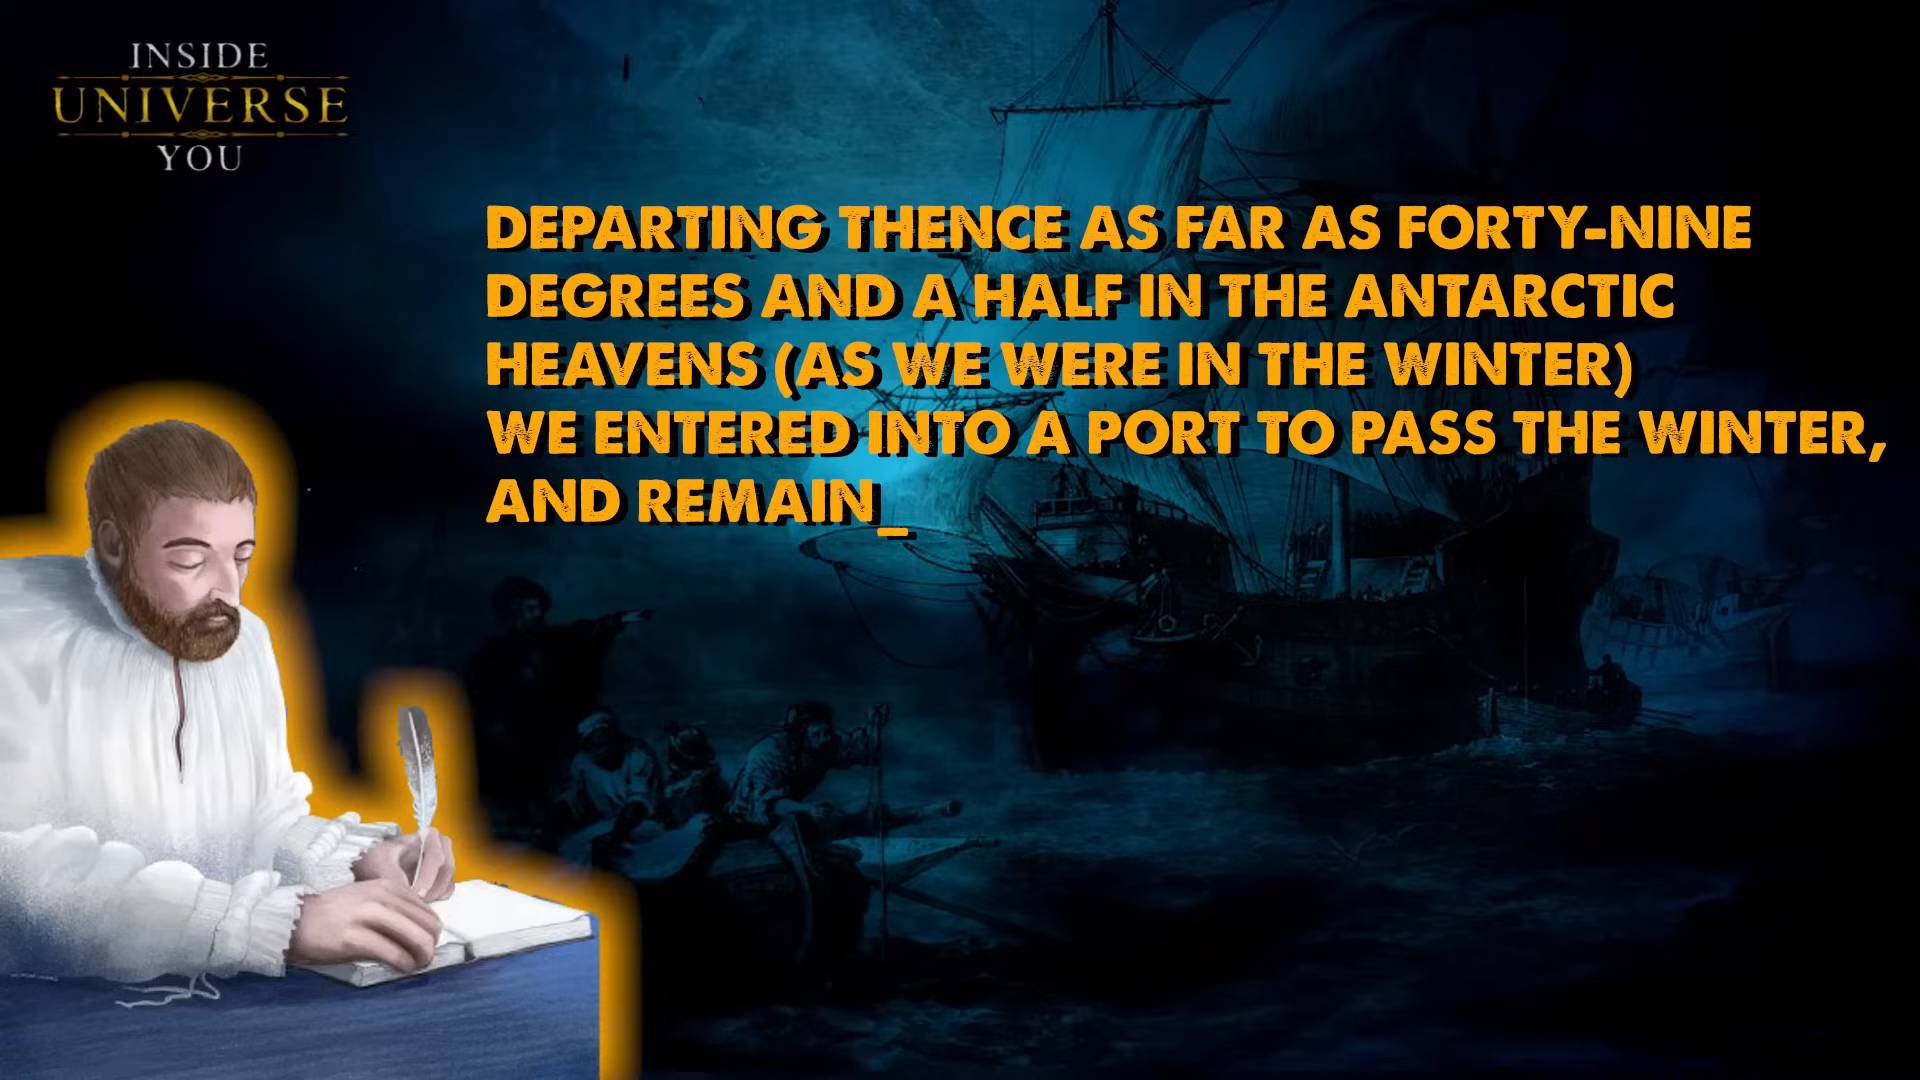 INSIDE
UNIVERSE
YOU
DEPARTING THENCE AS FAR AS FORTY-NINE
DEGREES AND A HALF IN THE ANTARCTIC
HEAVENS (AS WE WERE IN THE WINTER)
WE ENTERED INTO A PORT TO PASS THE WINTER,
AND REMAIN_